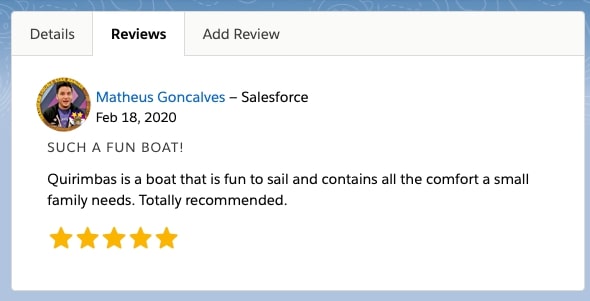 Details Reviews Add Review
Matheus Goncalves – Salesforce
Feb 18, 2020
SUCH A FUN BOAT!
Quirimbas is a boat that is fun to sail and contains all the comfort a small
family needs. Totally recommended.